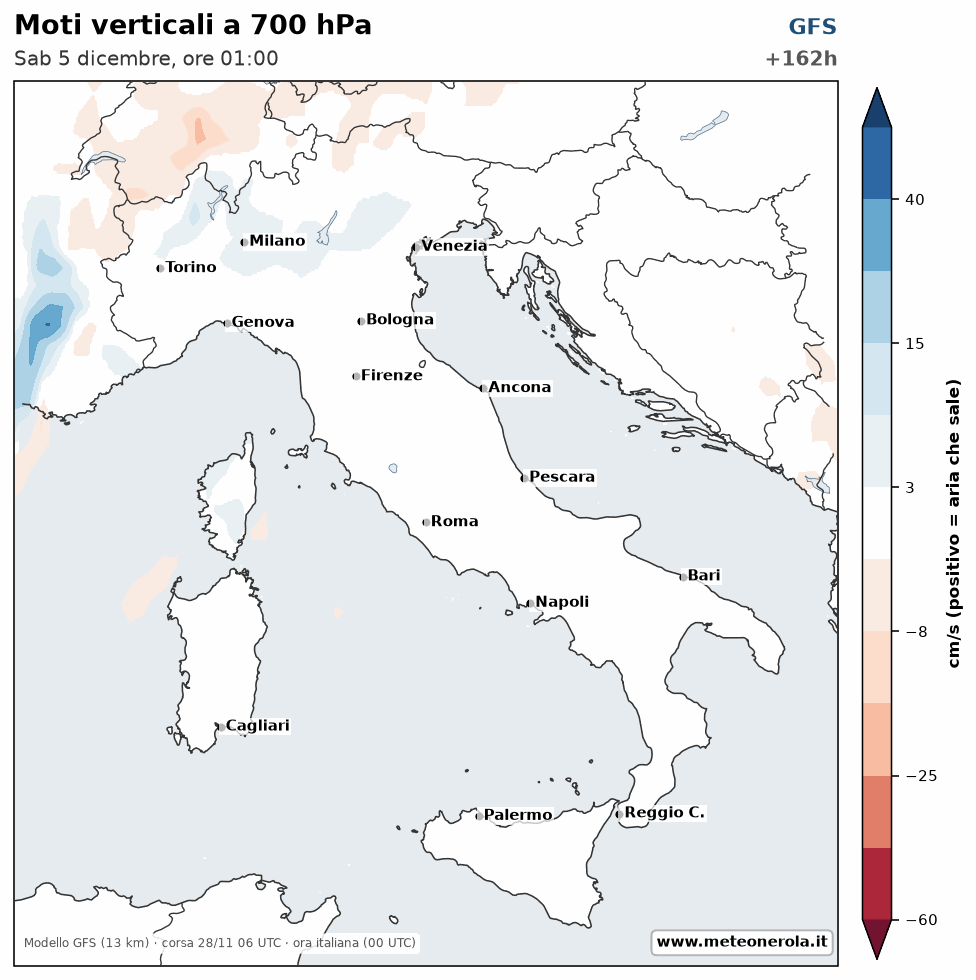 Moti verticali a 700 hPa
GFS
Sab 5 dicembre, ore 01:00
+162h
Milano
Venezia
Torino
Genova
Bologna
Firenze
Ancona
Pescara
Roma
Bari
Napoli
Cagliari
Palermo
Reggio C.
40
15
3
−8
−25
−60
cm/s (positivo = aria che sale)
Modello GFS (13 km) · corsa 28/11 06 UTC · ora italiana (00 UTC)
www.meteonerola.it